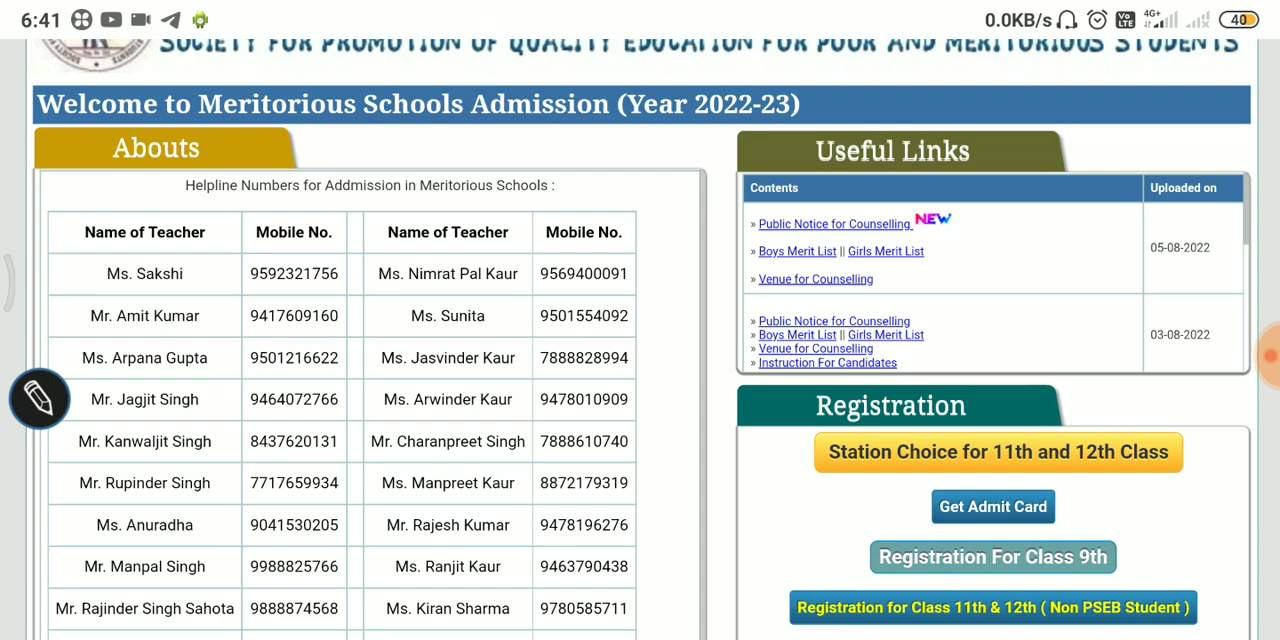 6:41 0.0KB/s Vo LTE 4G+ 40
SOCIETY FOR PROMOTION OF QUALITY EDUCATION FOR POOR AND MERITORIOUS STUDENTS
Welcome to Meritorious Schools Admission (Year 2022-23)
Abouts
Helpline Numbers for Addmission in Meritorious Schools :
Name of Teacher Mobile No. Name of Teacher Mobile No.
Ms. Sakshi 9592321756 Ms. Nimrat Pal Kaur 9569400091
Mr. Amit Kumar 9417609160 Ms. Sunita 9501554092
Ms. Arpana Gupta 9501216622 Ms. Jasvinder Kaur 7888828994
Mr. Jagjit Singh 9464072766 Ms. Arwinder Kaur 9478010909
Mr. Kanwaljit Singh 8437620131 Mr. Charanpreet Singh 7888610740
Mr. Rupinder Singh 7717659934 Ms. Manpreet Kaur 8872179319
Ms. Anuradha 9041530205 Mr. Rajesh Kumar 9478196276
Mr. Manpal Singh 9988825766 Ms. Ranjit Kaur 9463790438
Mr. Rajinder Singh Sahota 9888874568 Ms. Kiran Sharma 9780585711
Useful Links
Contents Uploaded on
» Public Notice for Counselling NEW
» Boys Merit List || Girls Merit List
05-08-2022
» Venue for Counselling
» Public Notice for Counselling
» Boys Merit List || Girls Merit List 03-08-2022
» Venue for Counselling
» Instruction For Candidates
Registration
Station Choice for 11th and 12th Class
Get Admit Card
Registration For Class 9th
Registration for Class 11th & 12th ( Non PSEB Student )